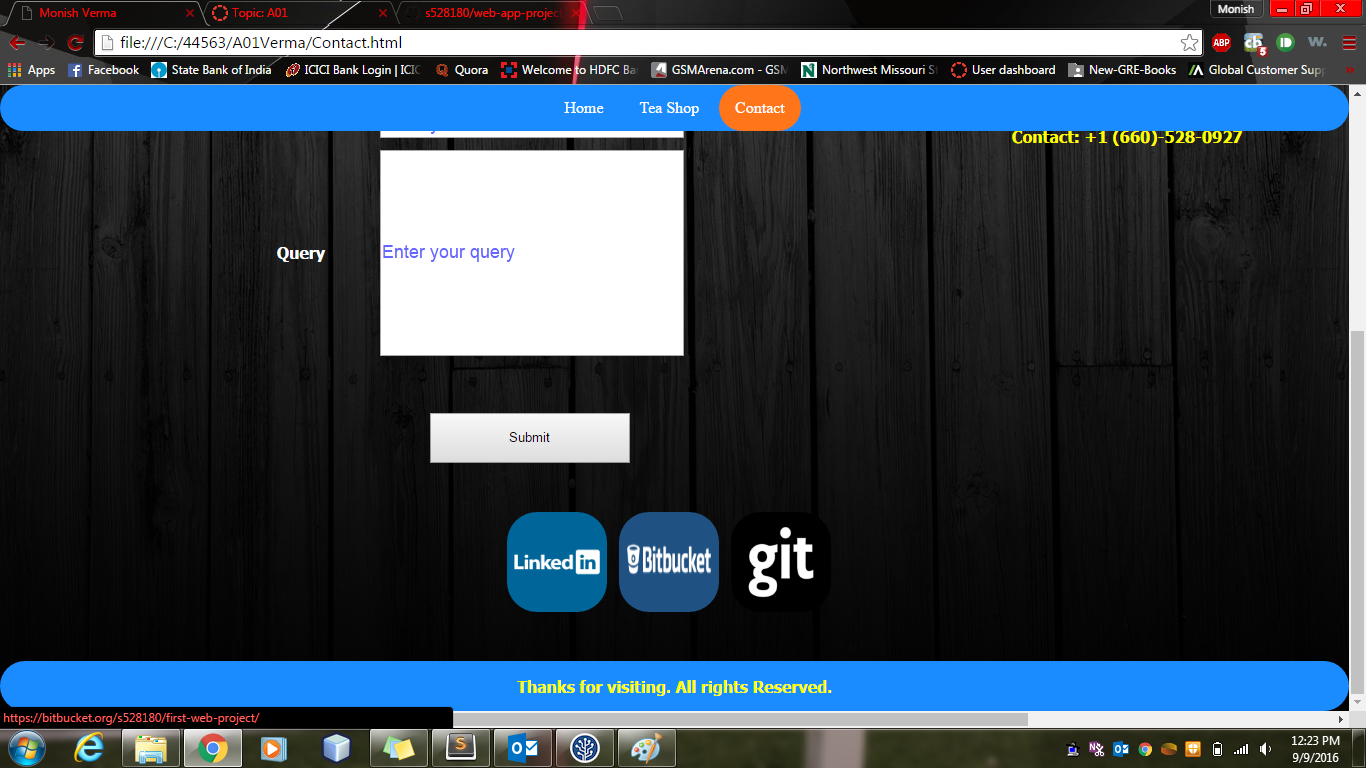 Monish Verma
Topic: A01
s528180/web-app-project
Monish
file:///C:/44563/A01Verma/Contact.html
ABP
cb
5
w.
Apps
Facebook
State Bank of India
ICICI Bank Login | ICIC
Quora
Welcome to HDFC Ba
GSMArena.com - GSM
Northwest Missouri S
User dashboard
New-GRE-Books
Global Customer Supp
Home
Tea Shop
Contact
Contact: +1 (660)-528-0927
Query
Enter your query
Submit
Linked in
Bitbucket
git
Thanks for visiting. All rights Reserved.
https://bitbucket.org/s528180/first-web-project/
12:23 PM
9/9/2016